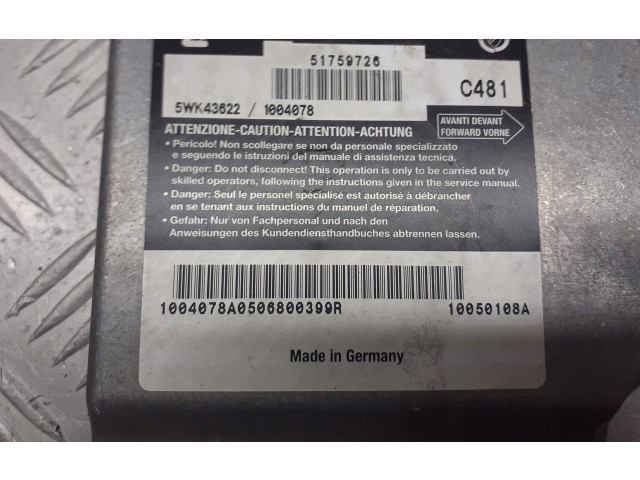 51759726
C481
5WK43622 / 1004078
AVANTI DEVANT
FORWARD VORNE
ATTENZIONE-CAUTION-ATTENTION-ACHTUNG
• Pericolo! Non scollegare se non da personale specializzato
e seguendo le istruzioni del manuale di assistenza tecnica.
• Danger: Do not disconnect! This operation is only to be carried out by
skilled operators, following the instructions given in the service manual.
• Danger: Seul le personel spécialisé est autorisé à débrancher
en se tenant aux instructions du manuel de réparation.
• Gefahr: Nur von Fachpersonal und nach den
Anweisungen des Kundendiensthandbuches abtrennen lassen.
1004078A0506800399R
10050108A
Made in Germany